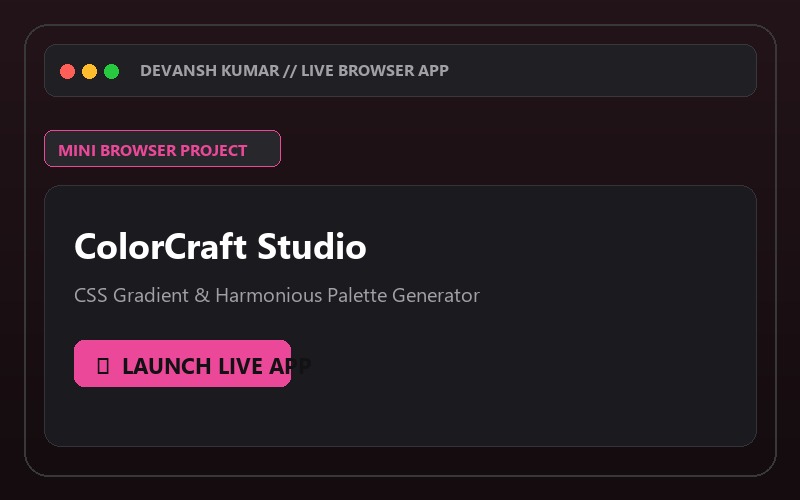 DEVANSH KUMAR // LIVE BROWSER APP
MINI BROWSER PROJECT
ColorCraft Studio
CSS Gradient & Harmonious Palette Generator
LAUNCH LIVE APP